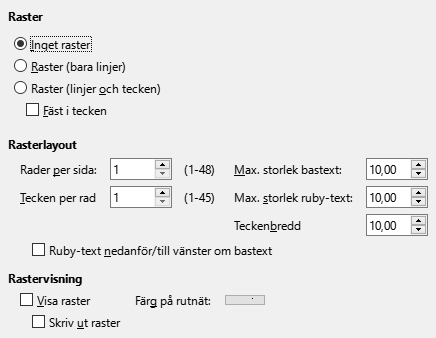 Raster
Inget raster
Raster (bara linjer)
Raster (linjer och tecken)
Fäst i tecken
Rasterlayout
Rader per sida: 1 (1-48) Max. storlek bastext: 10,00
Tecken per rad 1 (1-45) Max. storlek ruby-text: 10,00
Teckenbredd 10,00
Ruby-text nedanför/till vänster om bastext
Rastervisning
Visa raster Färg på rutnät:
Skriv ut raster